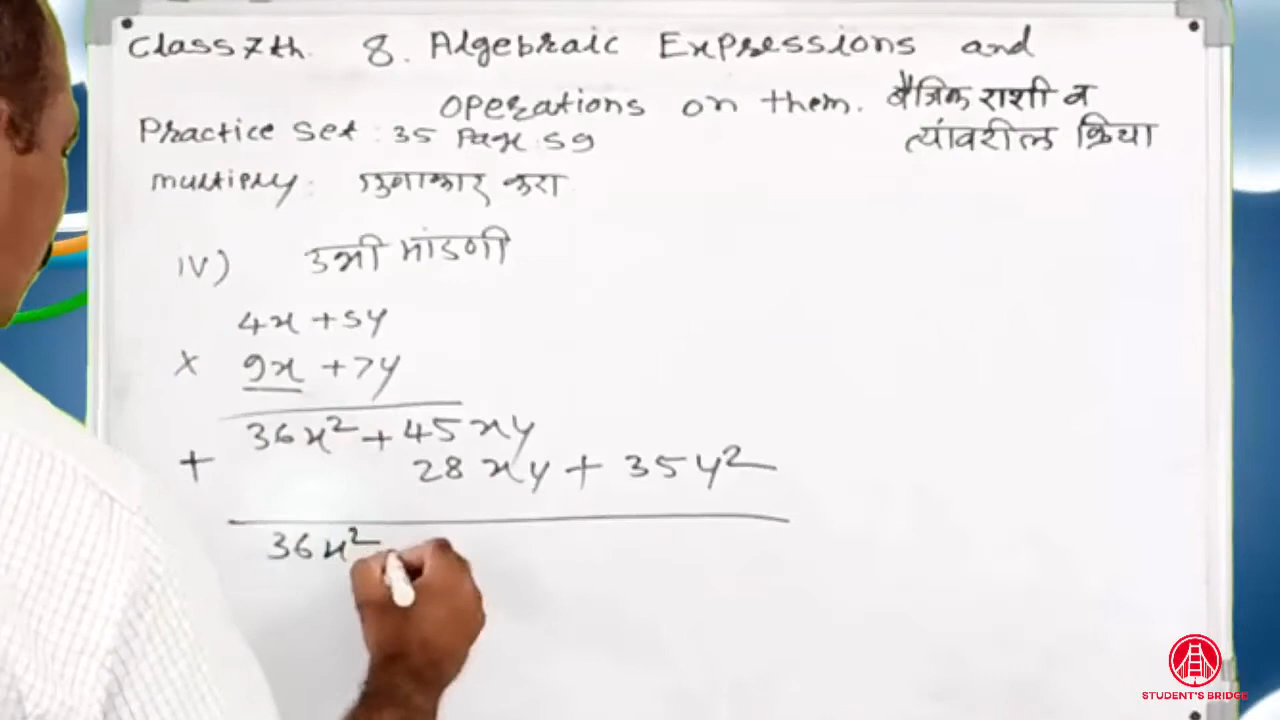 Class 7th. 8. Algebraic Expressions and
operations on them. बैजिक राशी व
त्यांवरील क्रिया
Practice Set : 35 Page 59
multiply: गुणाकार करा
iv) उभी मांडणी
4x + 5y
× 9x + 7y
36x² + 45xy
+ 28xy + 35y²
36x²
STUDENT'S BRIDGE